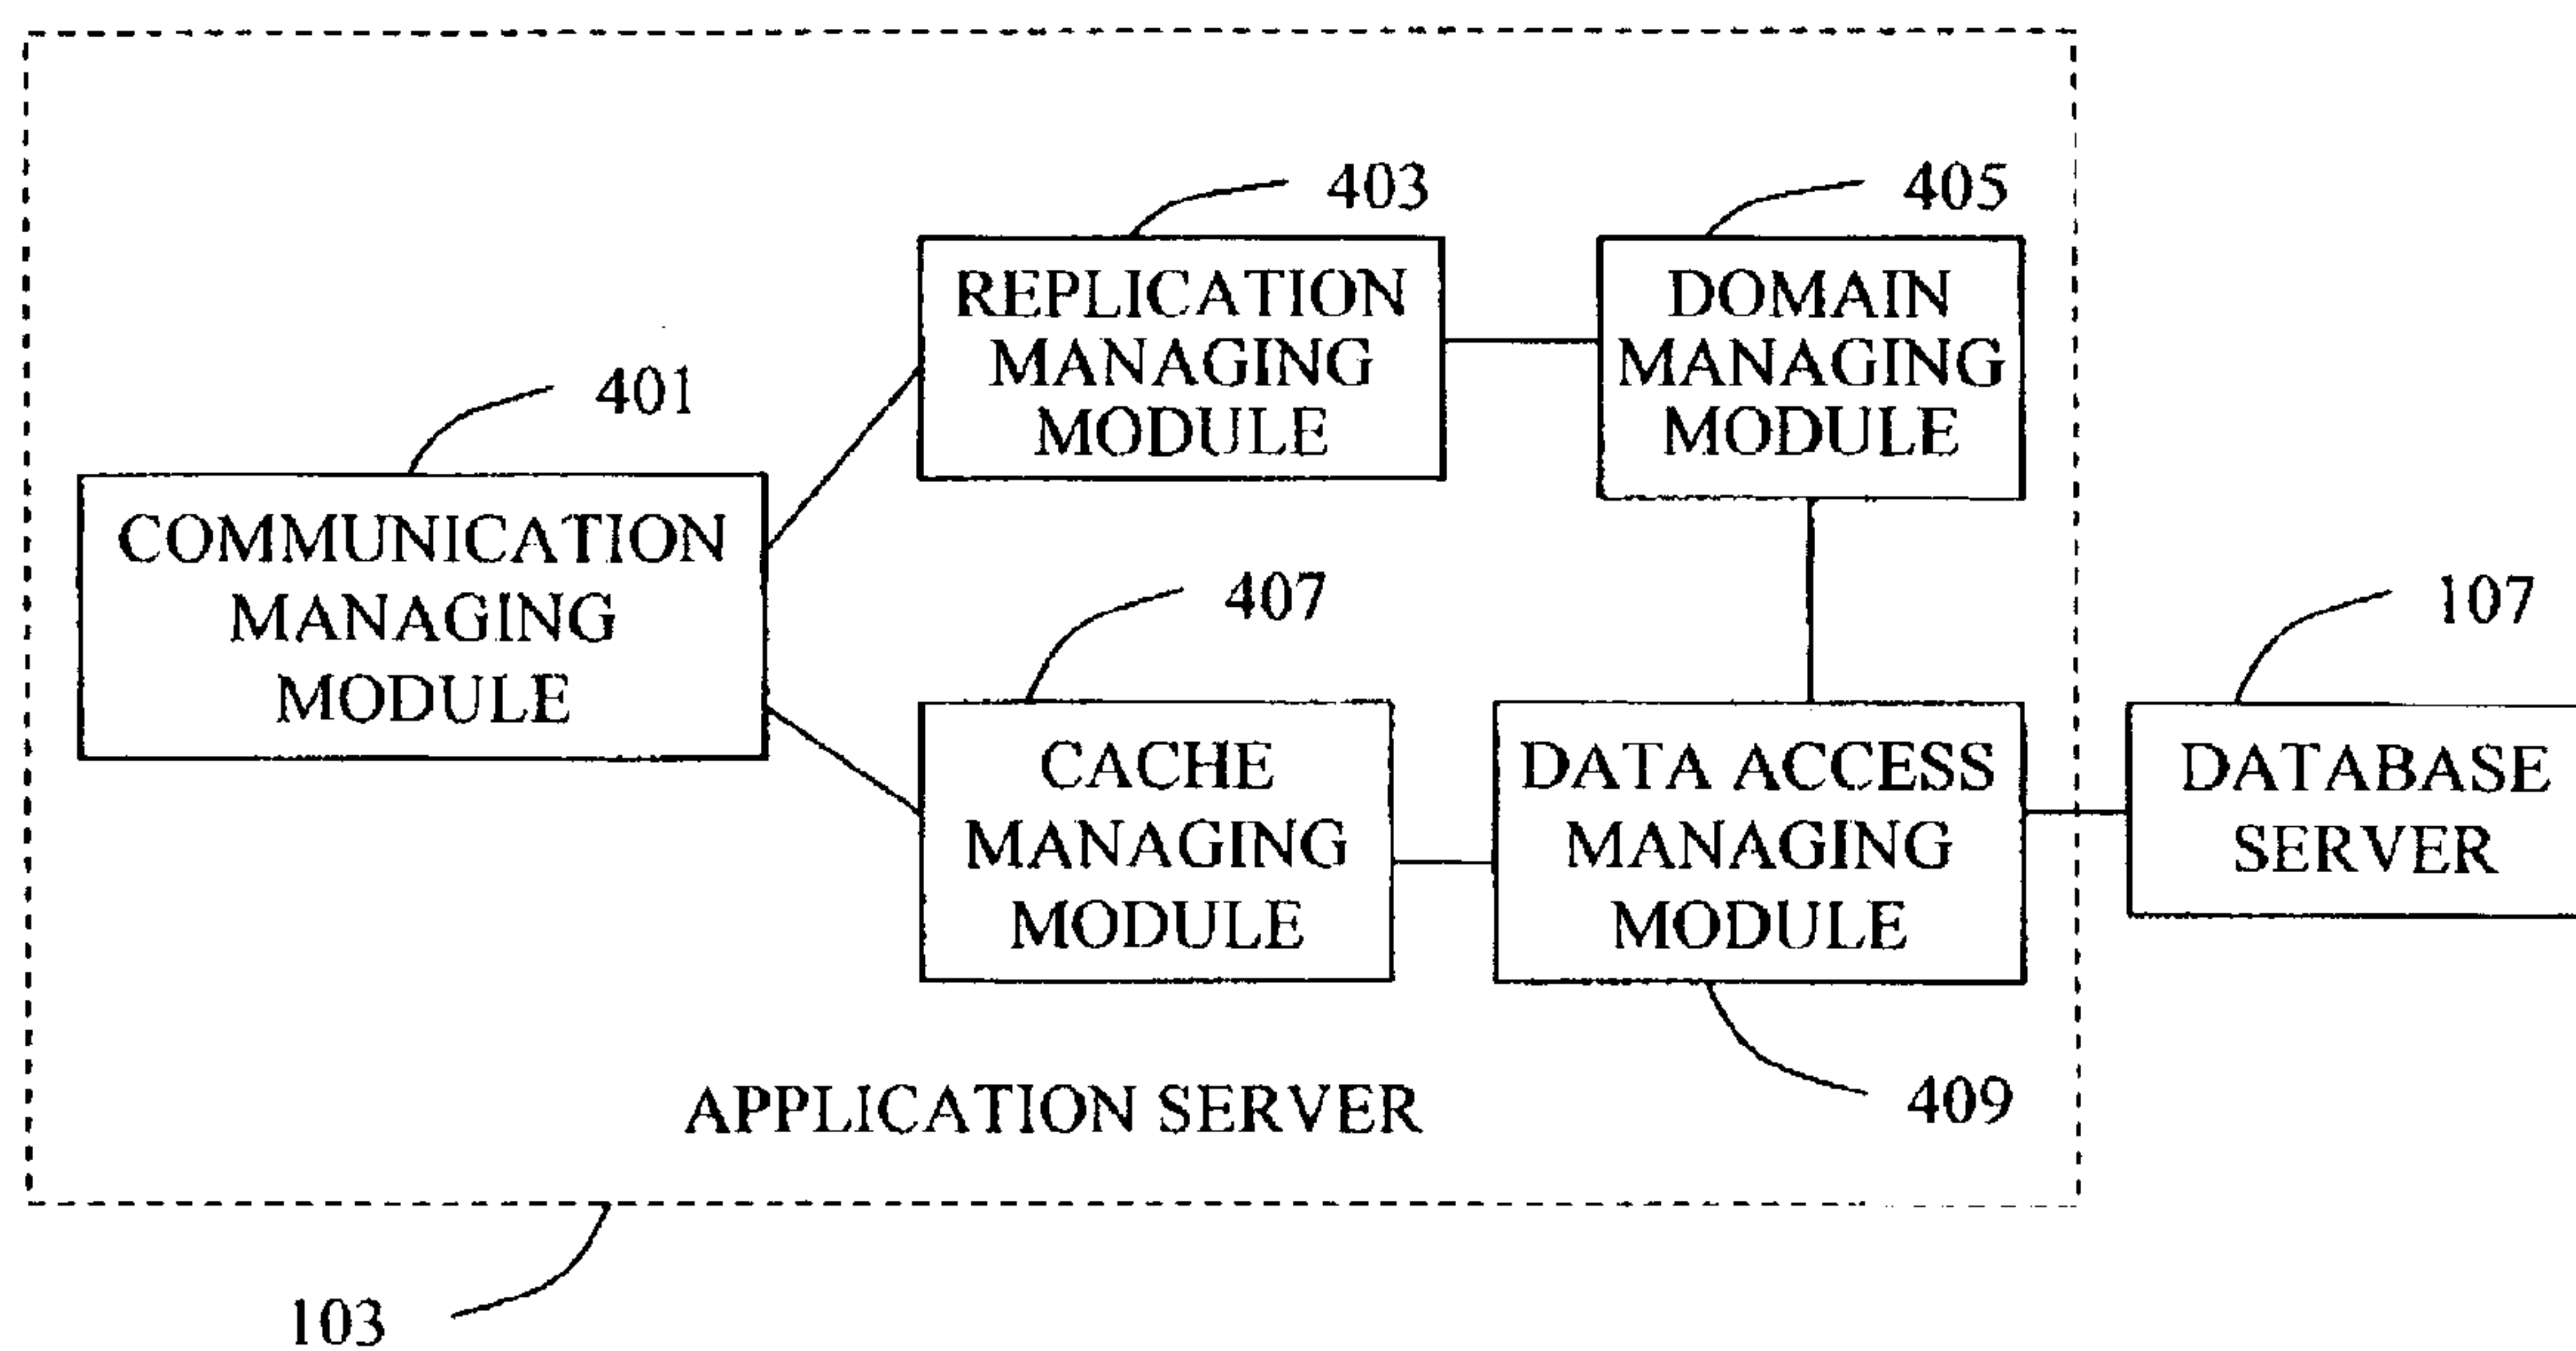 403
405
REPLICATION
MANAGING
MODULE
DOMAIN
MANAGING
MODULE
401
COMMUNICATION
MANAGING
MODULE
407
107
CACHE
MANAGING
MODULE
DATA ACCESS
MANAGING
MODULE
DATABASE
SERVER
409
APPLICATION SERVER
103